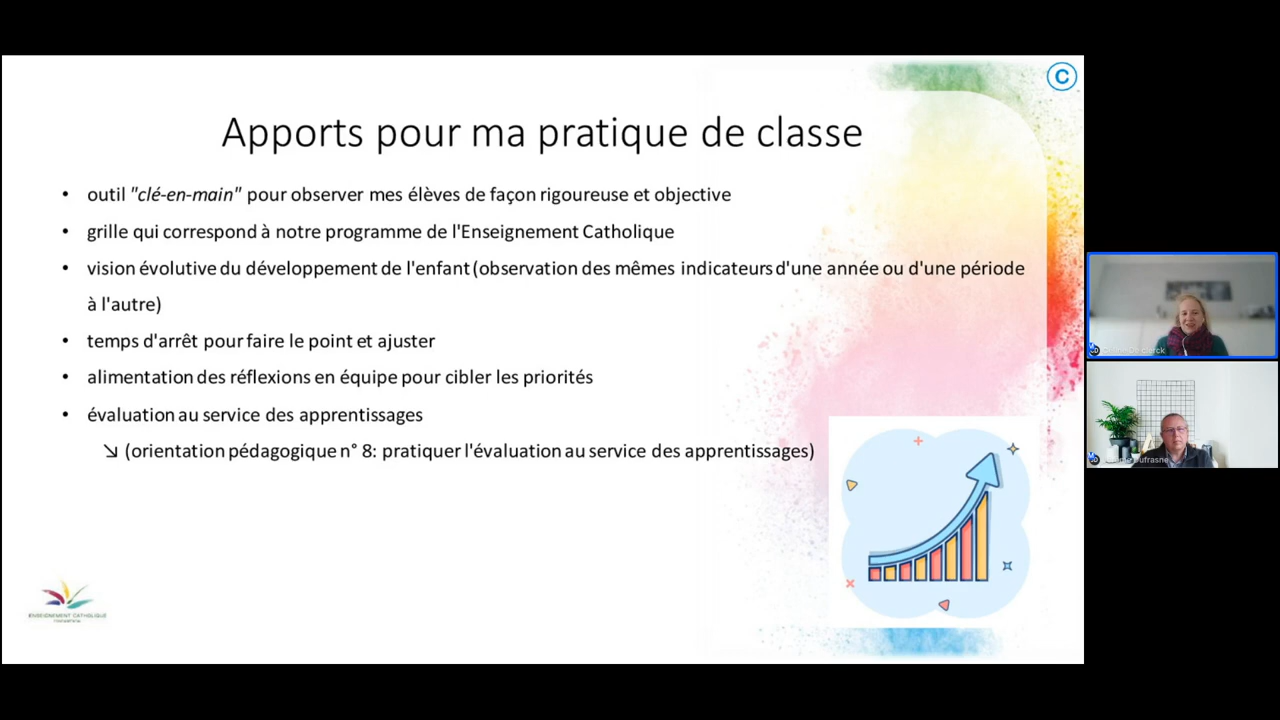 C
Apports pour ma pratique de classe
• outil "clé-en-main" pour observer mes élèves de façon rigoureuse et objective
• grille qui correspond à notre programme de l'Enseignement Catholique
• vision évolutive du développement de l'enfant (observation des mêmes indicateurs d'une année ou d'une période
à l'autre)
• temps d'arrêt pour faire le point et ajuster
• alimentation des réflexions en équipe pour cibler les priorités
• évaluation au service des apprentissages
↘ (orientation pédagogique n° 8: pratiquer l'évaluation au service des apprentissages)
ENSEIGNEMENT CATHOLIQUE